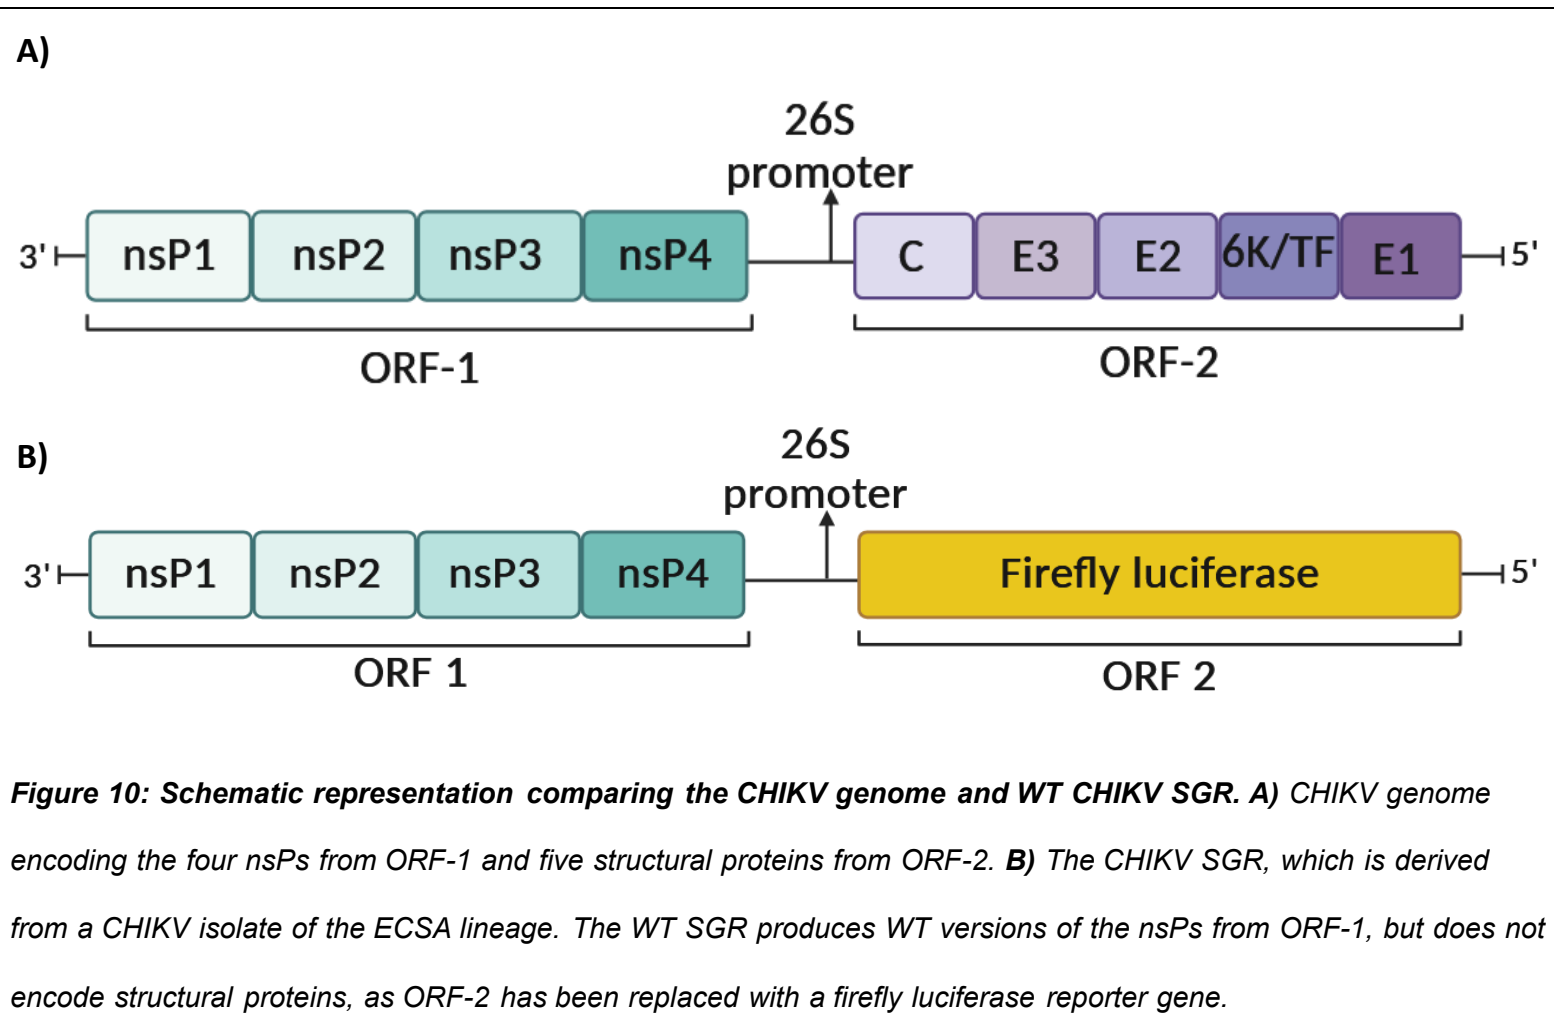 A)
26S
promoter
3' nsP1 nsP2 nsP3 nsP4 C E3 E2 6K/TF E1 5'
ORF-1 ORF-2
B)
26S
promoter
3' nsP1 nsP2 nsP3 nsP4 Firefly luciferase 5'
ORF 1 ORF 2
Figure 10: Schematic representation comparing the CHIKV genome and WT CHIKV SGR. A) CHIKV genome
encoding the four nsPs from ORF-1 and five structural proteins from ORF-2. B) The CHIKV SGR, which is derived
from a CHIKV isolate of the ECSA lineage. The WT SGR produces WT versions of the nsPs from ORF-1, but does not
encode structural proteins, as ORF-2 has been replaced with a firefly luciferase reporter gene.